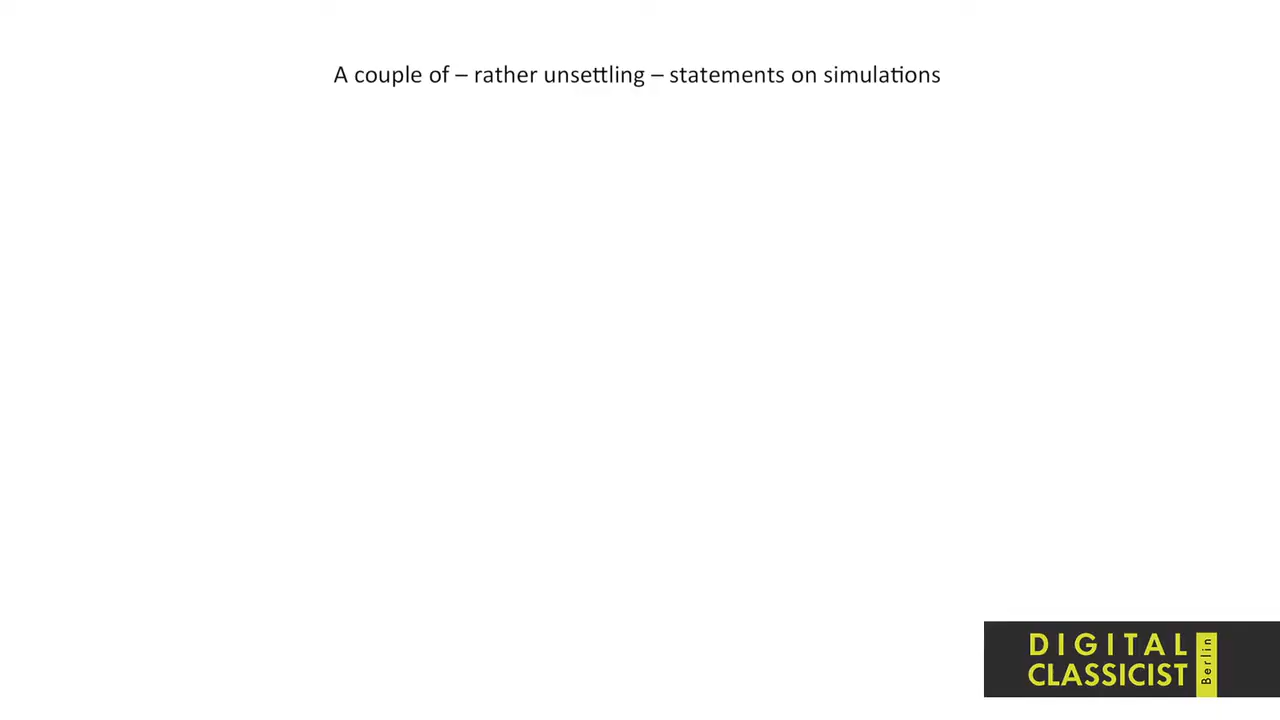 A couple of – rather unsettling – statements on simulations
DIGITAL
CLASSICIST
Berlin